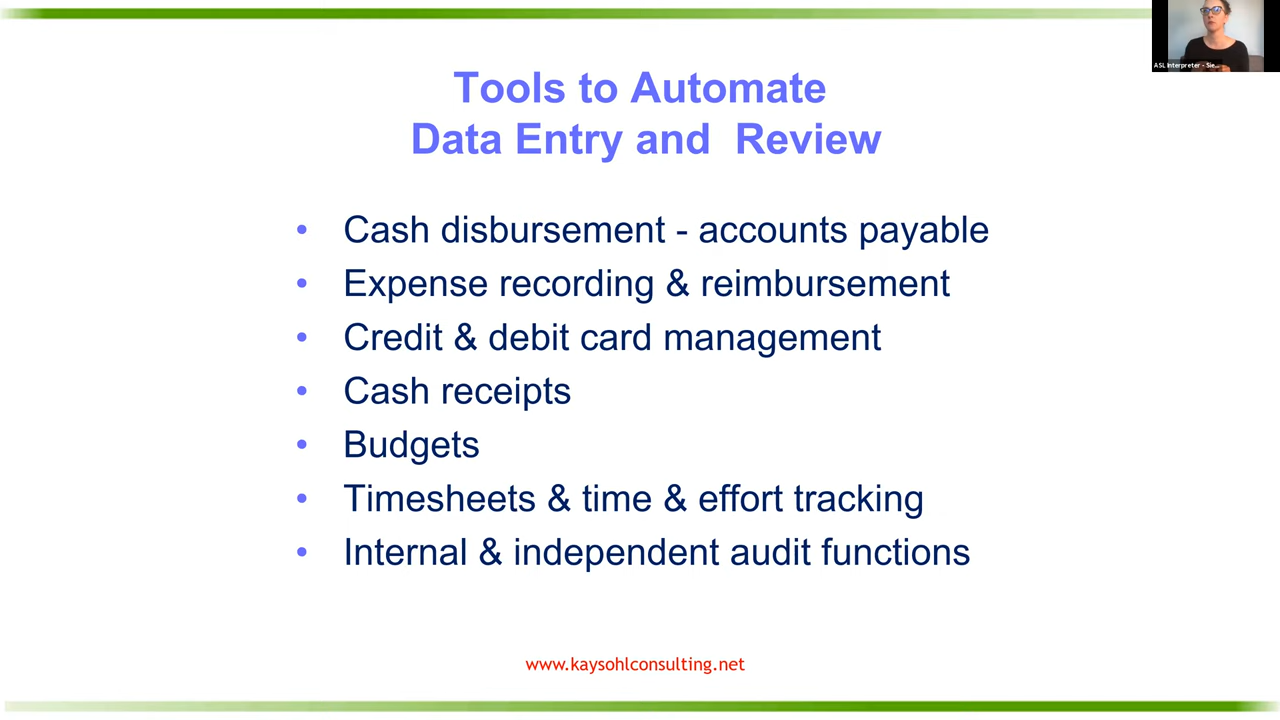 ASL Interpreter - Sie...
Tools to Automate
Data Entry and  Review
• Cash disbursement - accounts payable
• Expense recording & reimbursement
• Credit & debit card management
• Cash receipts
• Budgets
• Timesheets & time & effort tracking
• Internal & independent audit functions
www.kaysohlconsulting.net